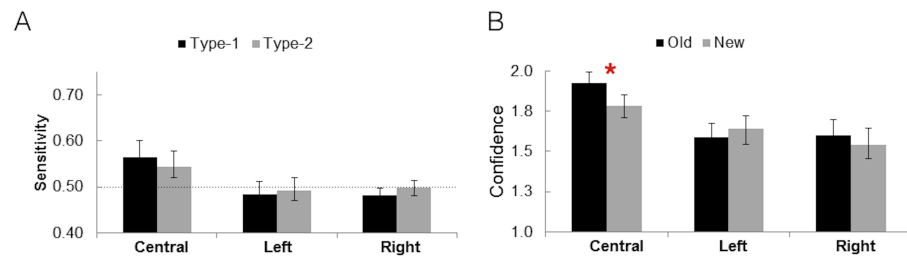 A
Type-1 Type-2
Sensitivity
0.70
0.60
0.50
0.40
Central Left Right
B
Old New
Confidence
2.0
1.8
1.5
1.3
1.0
*
Central Left Right